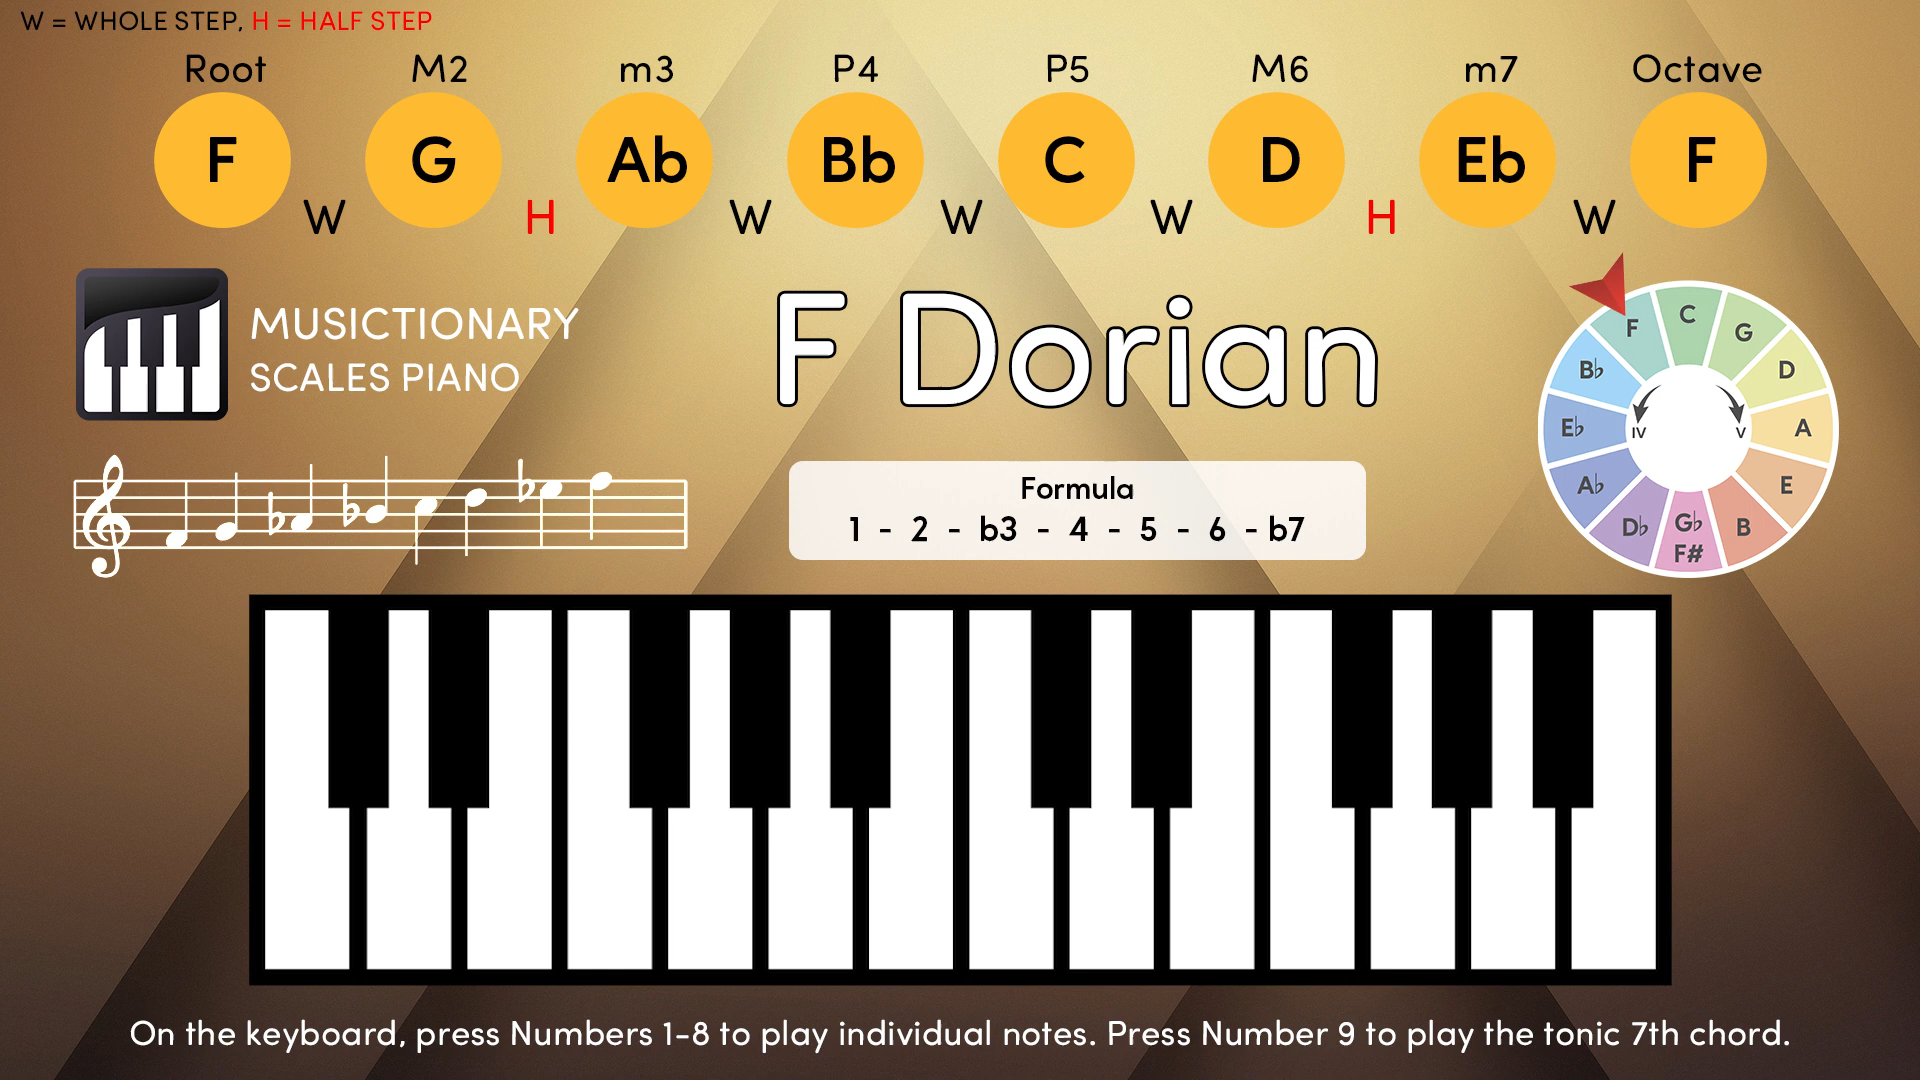 W = WHOLE STEP, H = HALF STEP
Root M2 m3 P4 P5 M6 m7 Octave
F G Ab Bb C D Eb F
W H W W W H W
MUSICTIONARY
SCALES PIANO
F Dorian
Formula
1 - 2 - b3 - 4 - 5 - 6 - b7
C
G
D
A
E
B
G♭
F#
D♭
A♭
E♭
B♭
F
IV
V
On the keyboard, press Numbers 1-8 to play individual notes. Press Number 9 to play the tonic 7th chord.